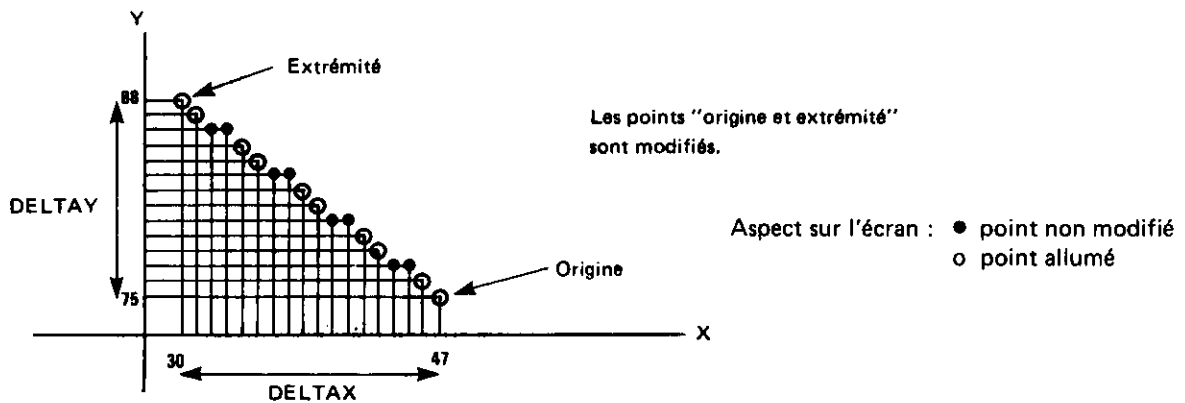 Y
Extrémité
88
Les points "origine et extrémité"
sont modifiés.
DELTAY
Aspect sur l'écran : ● point non modifié
○ point allumé
Origine
75
X
30
47
DELTAX